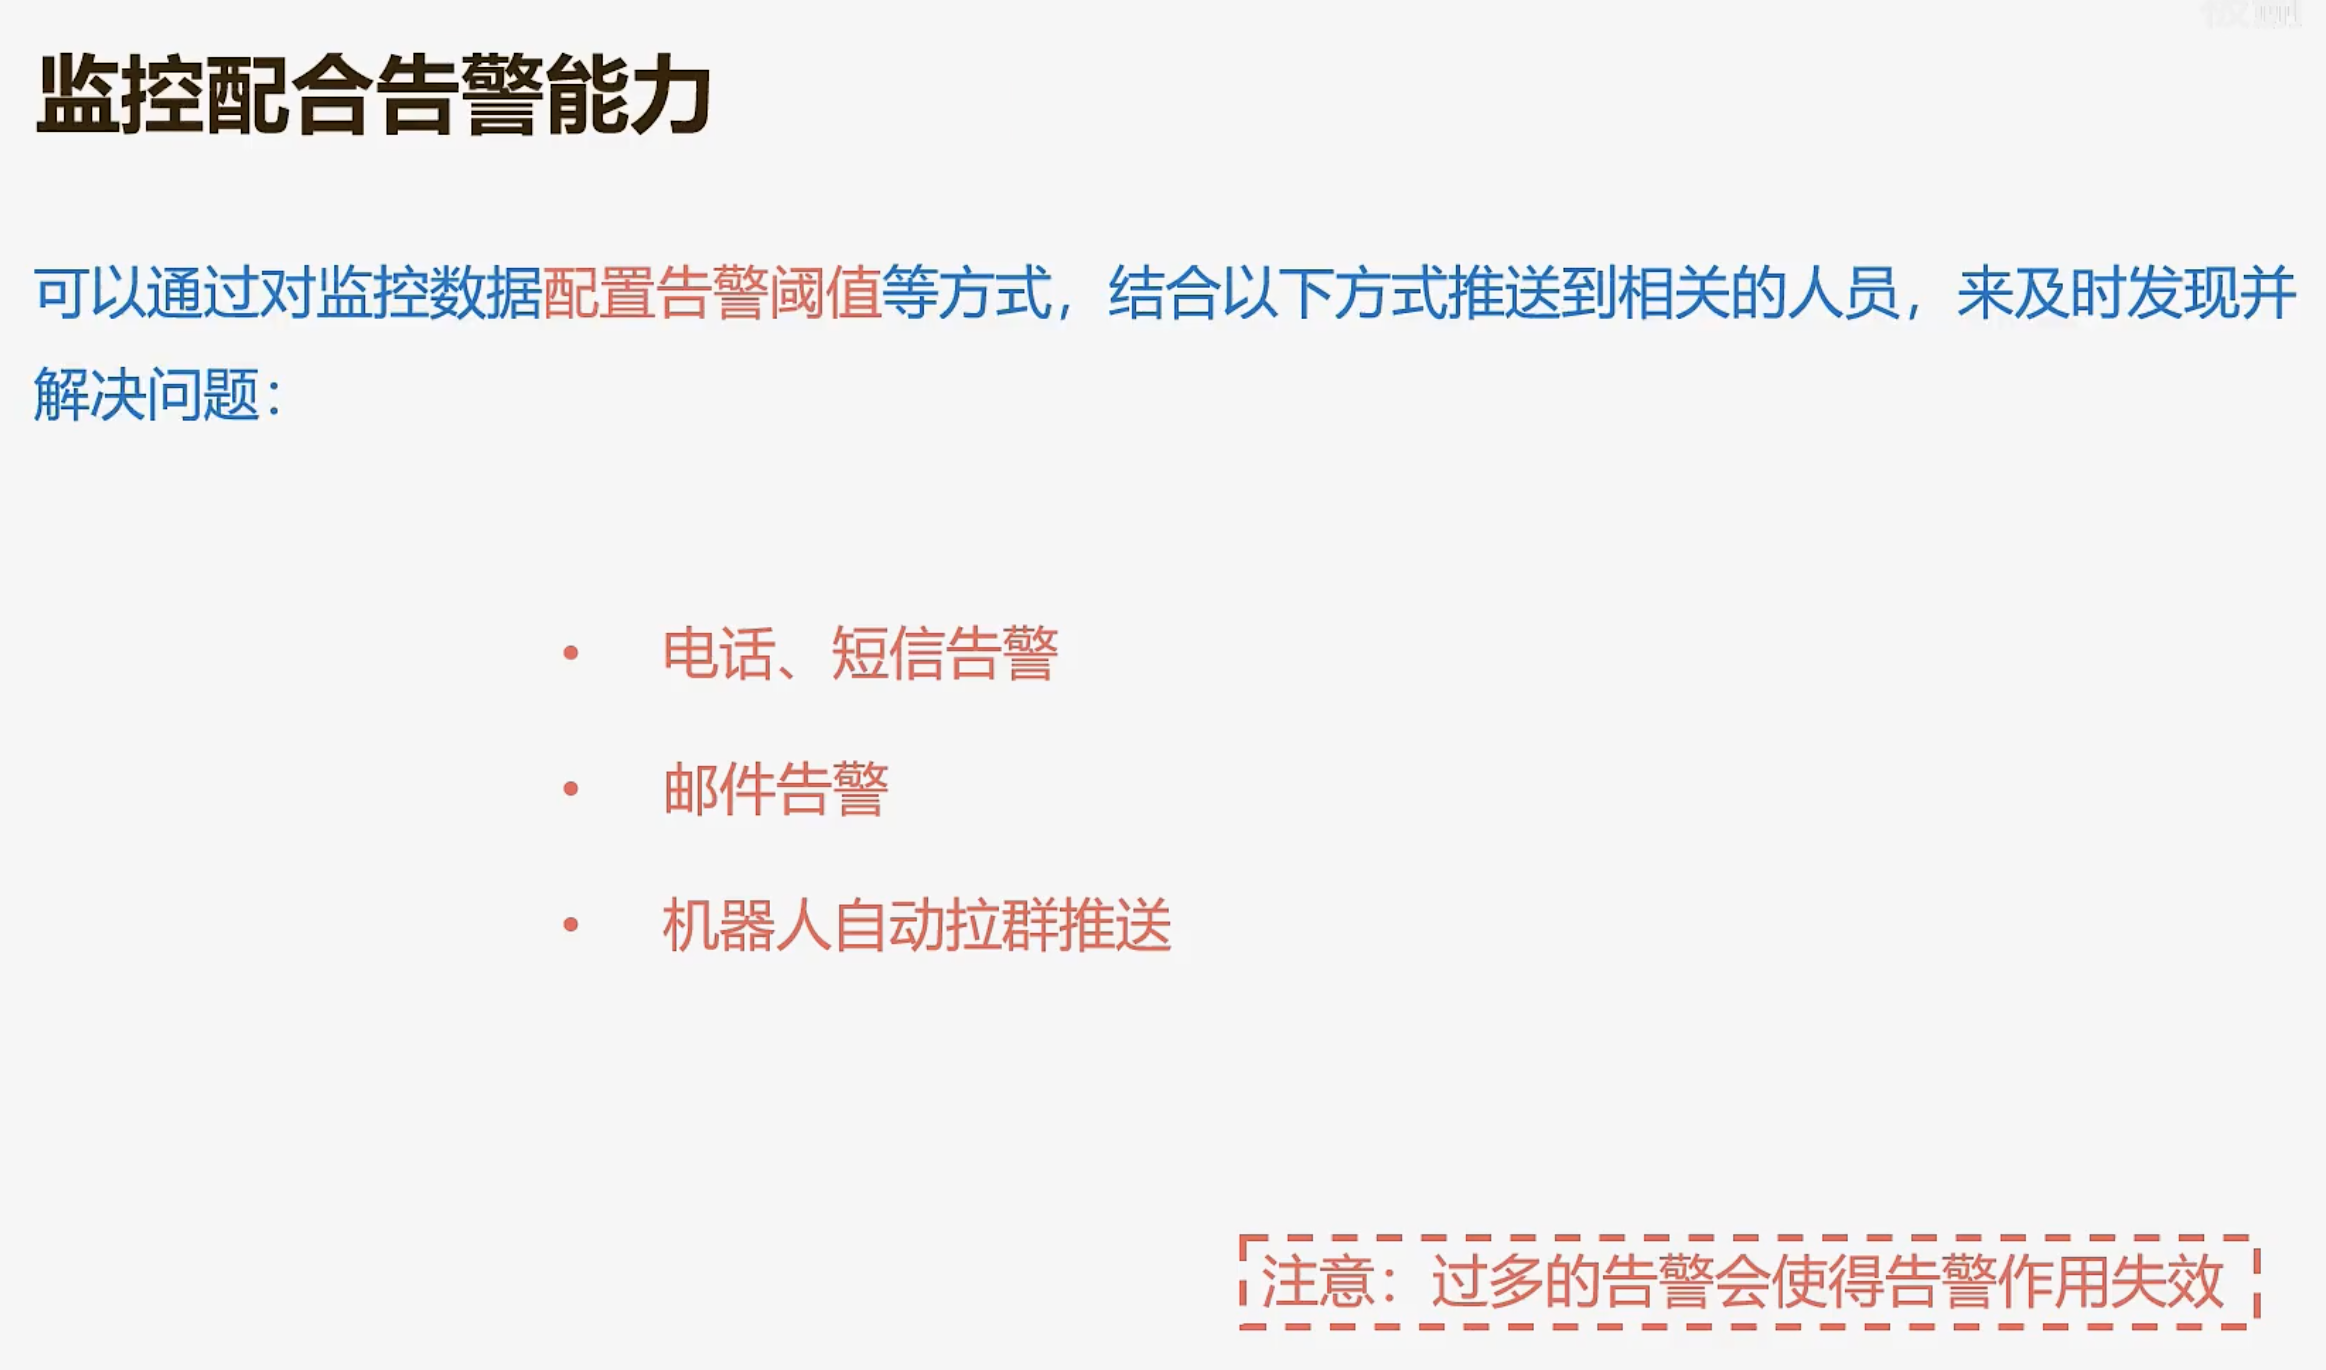 监控配合告警能力
可以通过对监控数据配置告警阈值等方式，结合以下方式推送到相关的人员，来及时发现并
解决问题：
• 电话、短信告警
• 邮件告警
• 机器人自动拉群推送
注意：过多的告警会使得告警作用失效